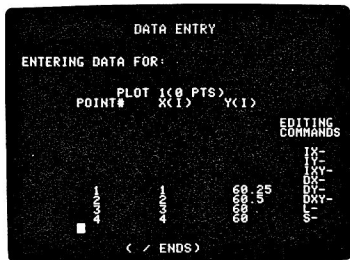 DATA ENTRY
ENTERING DATA FOR:
PLOT 1(0 PTS)
POINT# X(I) Y(I)
EDITING
COMMANDS
IX-
IY-
IXY-
DX-
1 1 60.25 DY-
2 2 60.5 DXY-
3 3 60 L-
4 4 60 S-
( / ENDS)